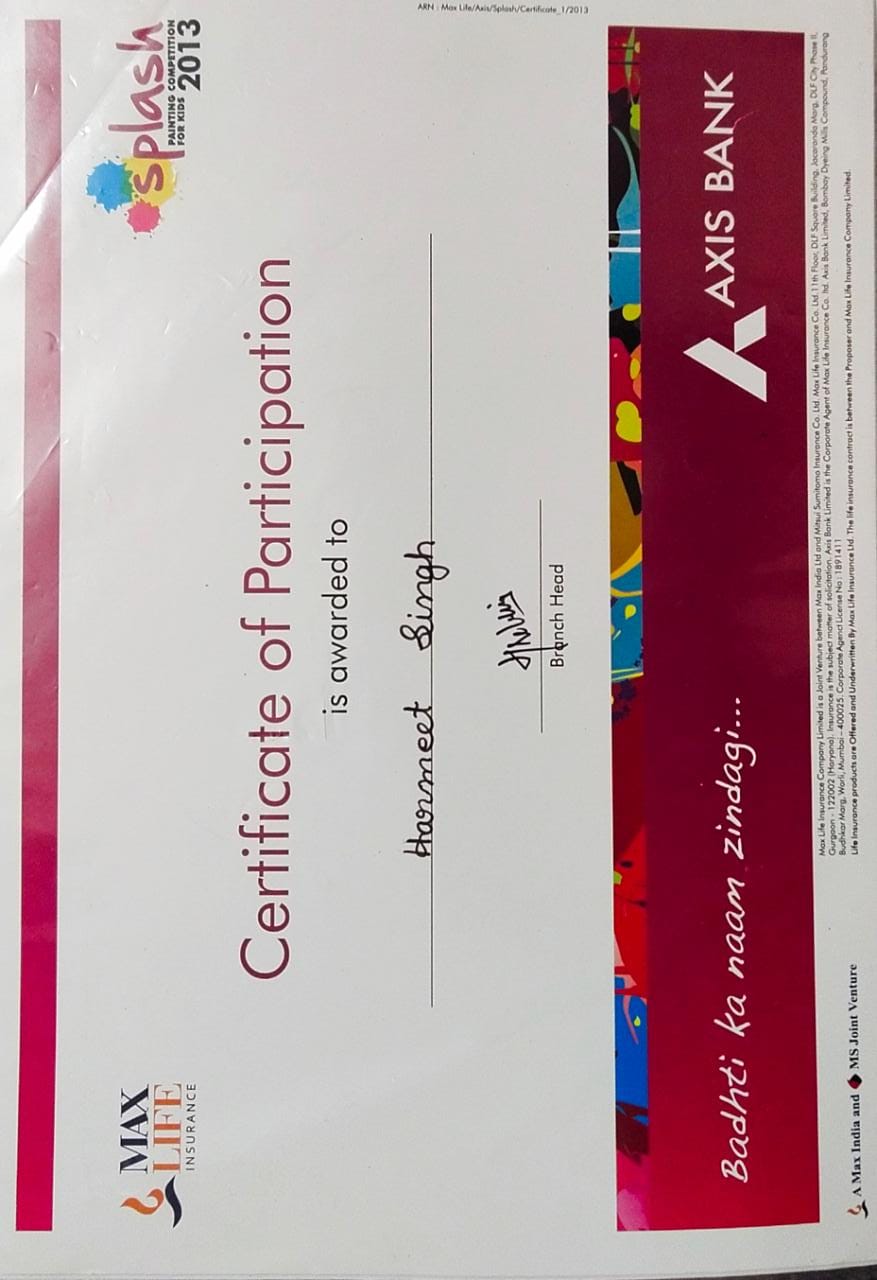 MAX
LIFE
INSURANCE
splash
PAINTING COMPETITION
FOR KIDS 2013
Certificate of Participation
is awarded to
Harmeet Singh
Branch Head
ARN : Max Life/Axis/Splash/Certificate_1/2013
Badhti ka naam zindagi...
AXIS BANK
Max Life Insurance Company Limited is a Joint Venture between Max India Ltd and Mitsui Sumitomo Insurance Co. Ltd. Max Life Insurance Co. Ltd. 11th Floor, DLF Square Building, Jacaranda Marg, DLF City Phase II,
Gurgaon - 122002 (Haryana). Insurance is the subject matter of solicitation. Axis Bank Limited is the Corporate Agent of Max Life Insurance Co. ltd. Axis Bank Limited, Bombay Dyeing Mills Compound, Pandurang
Budhkar Marg, Worli, Mumbai – 400025. Corporate Agenct License No : 1891411
Life Insurance products are Offered and Underwritten By Max Life Insurance Ltd. The life insurance contract is between the Proposer and Max Life Insurance Company Limited.
A Max India and MS Joint Venture